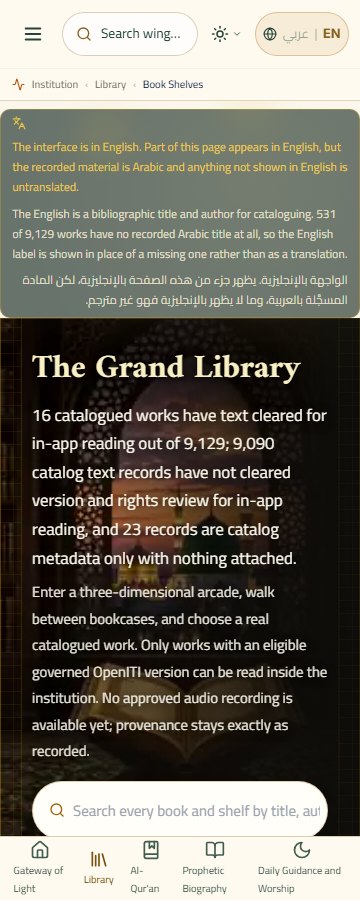 Search wing...
عربي | EN
Institution ‹ Library ‹ Book Shelves
The interface is in English. Part of this page appears in English, but
the recorded material is Arabic and anything not shown in English is
untranslated.
The English is a bibliographic title and author for cataloguing. 531
of 9,129 works have no recorded Arabic title at all, so the English
label is shown in place of a missing one rather than as a translation.
الواجهة بالإنجليزية. يظهر جزء من هذه الصفحة بالإنجليزية، لكن المادة
المسجَّلة بالعربية، وما لا يظهر بالإنجليزية فهو غير مترجم.
The Grand Library
16 catalogued works have text cleared for
in-app reading out of 9,129; 9,090
catalog text records have not cleared
version and rights review for in-app
reading, and 23 records are catalog
metadata only with nothing attached.
Enter a three-dimensional arcade, walk
between bookcases, and choose a real
catalogued work. Only works with an eligible
governed OpenITI version can be read inside the
institution. No approved audio recording is
available yet; provenance stays exactly as
recorded.
Search every book and shelf by title, aut
Gateway of
Light
Library
Al-
Qur'an
Prophetic
Biography
Daily Guidance and
Worship